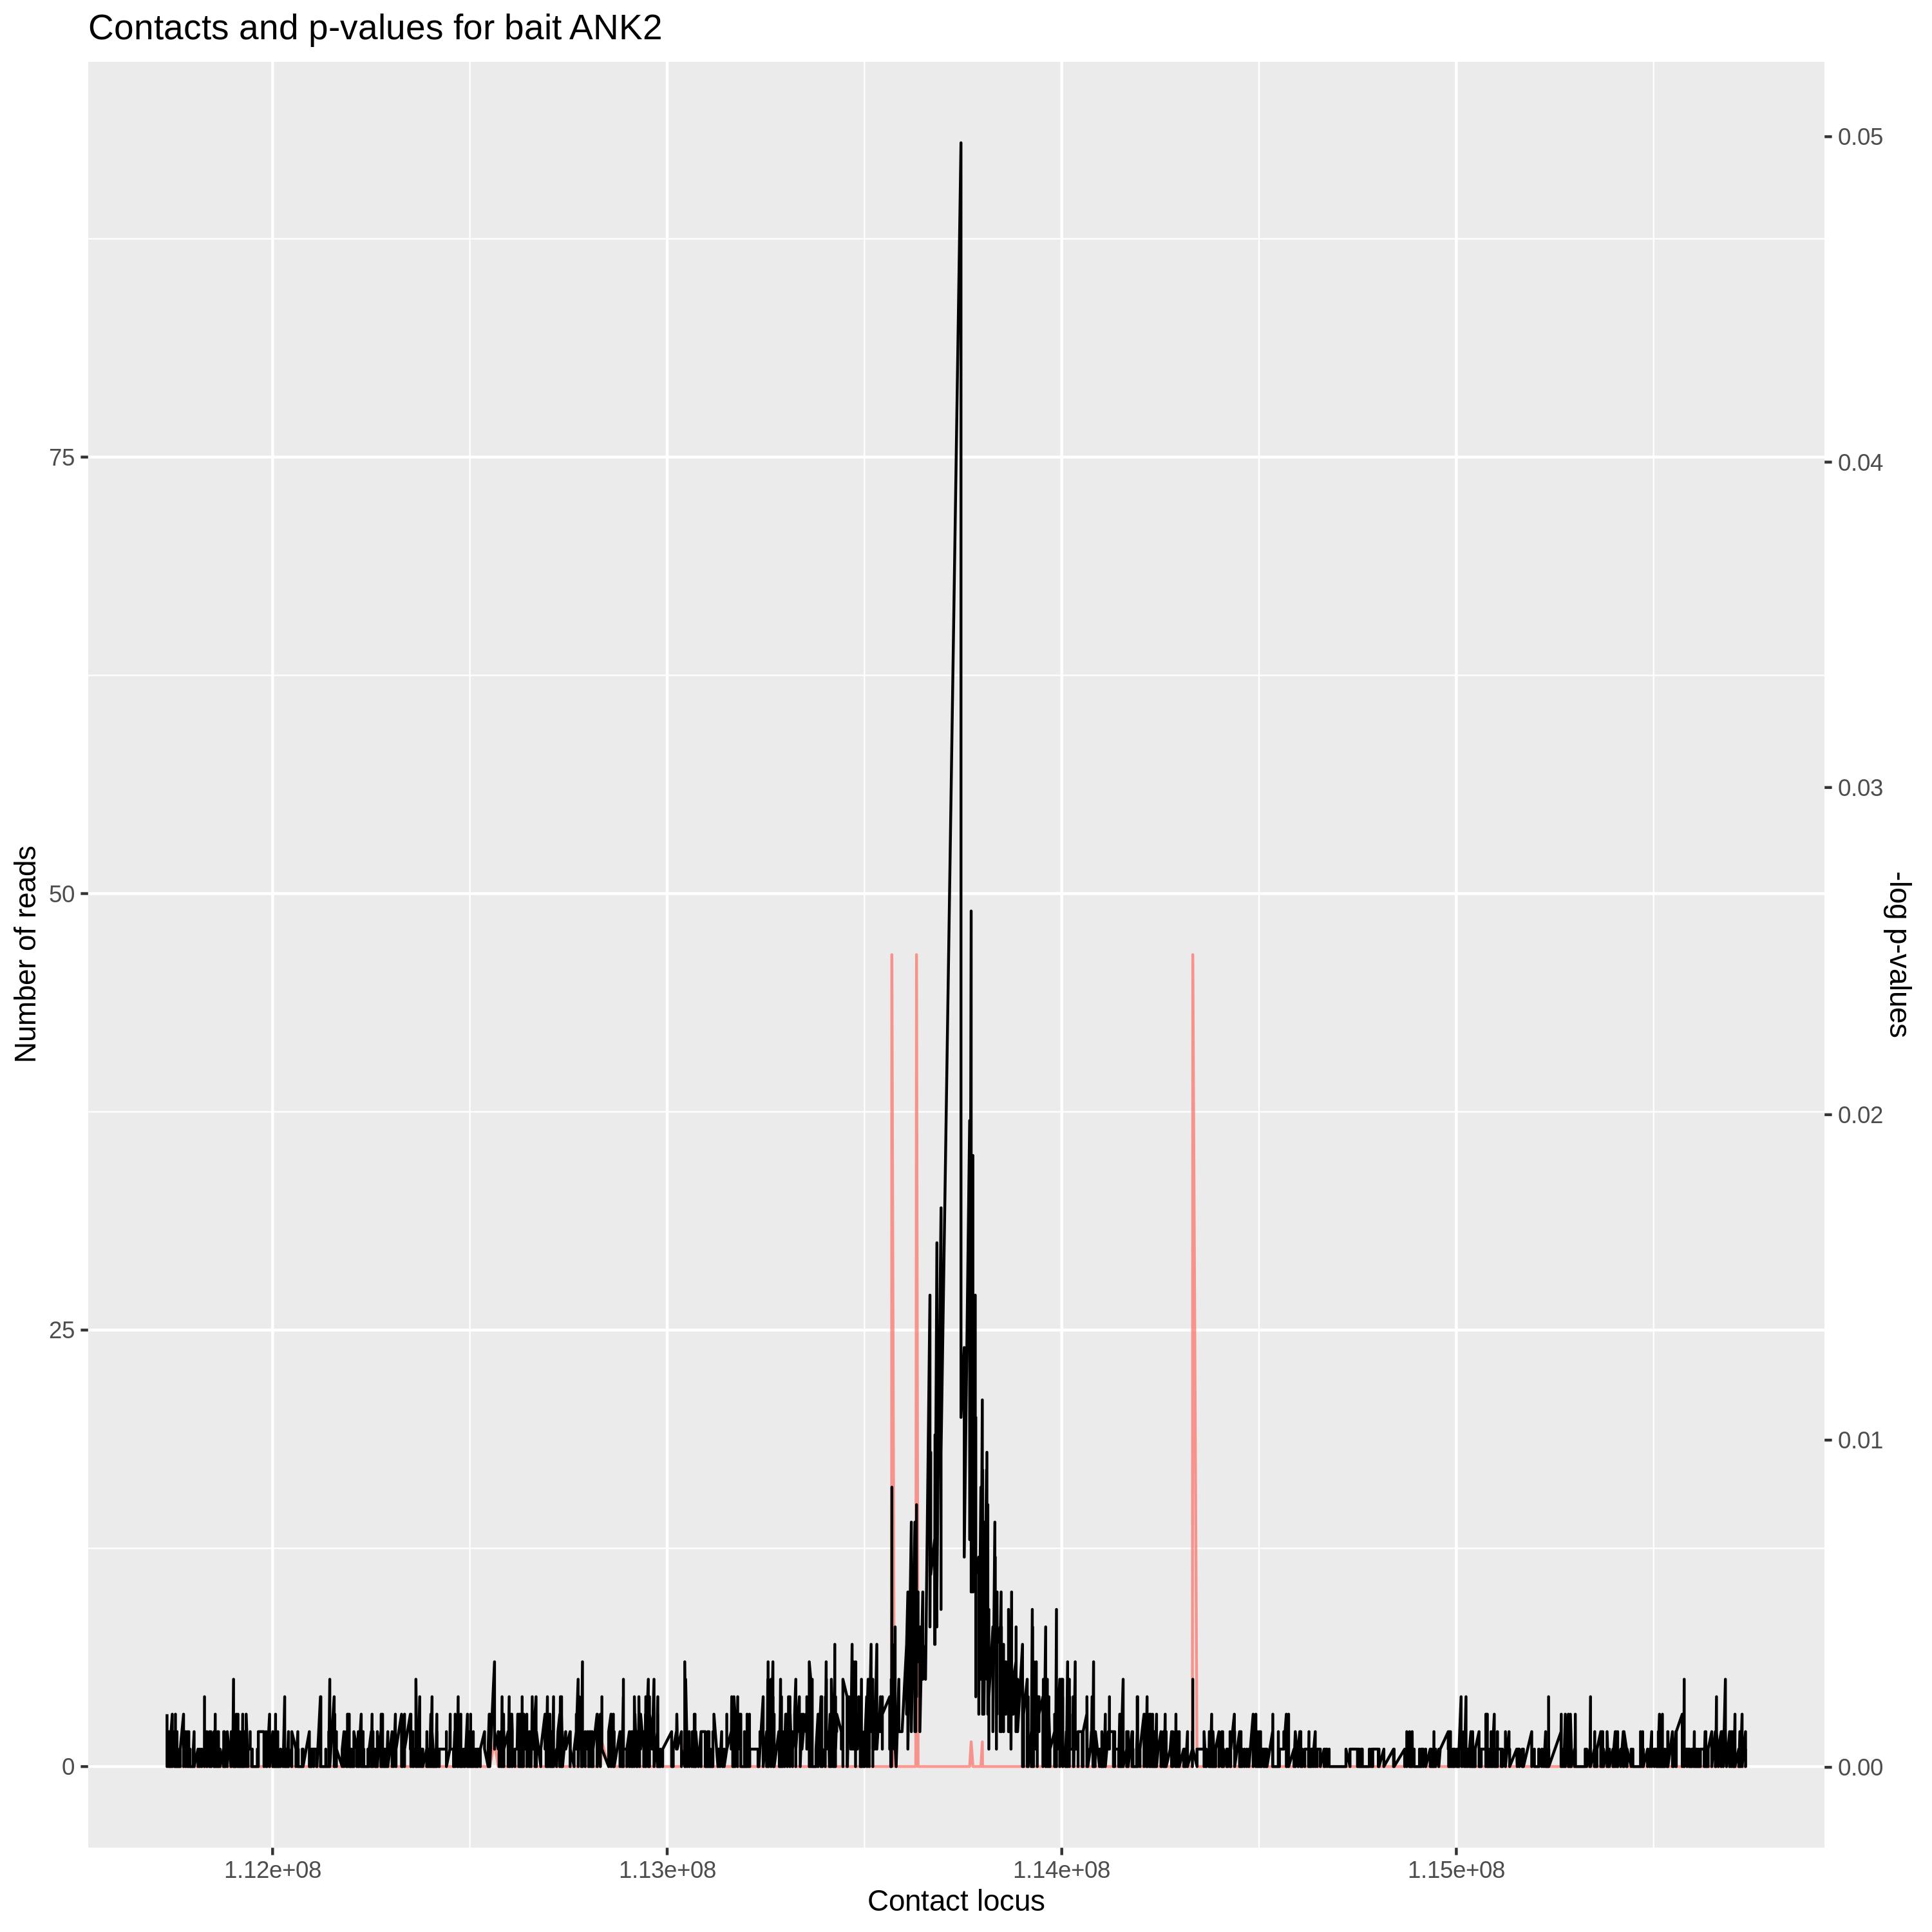 Contacts and p-values for bait ANK2
Number of reads
75
50
25
0
0.05
0.04
0.03
0.02
0.01
0.00
-log p-values
1.12e+08
1.13e+08
1.14e+08
1.15e+08
Contact locus